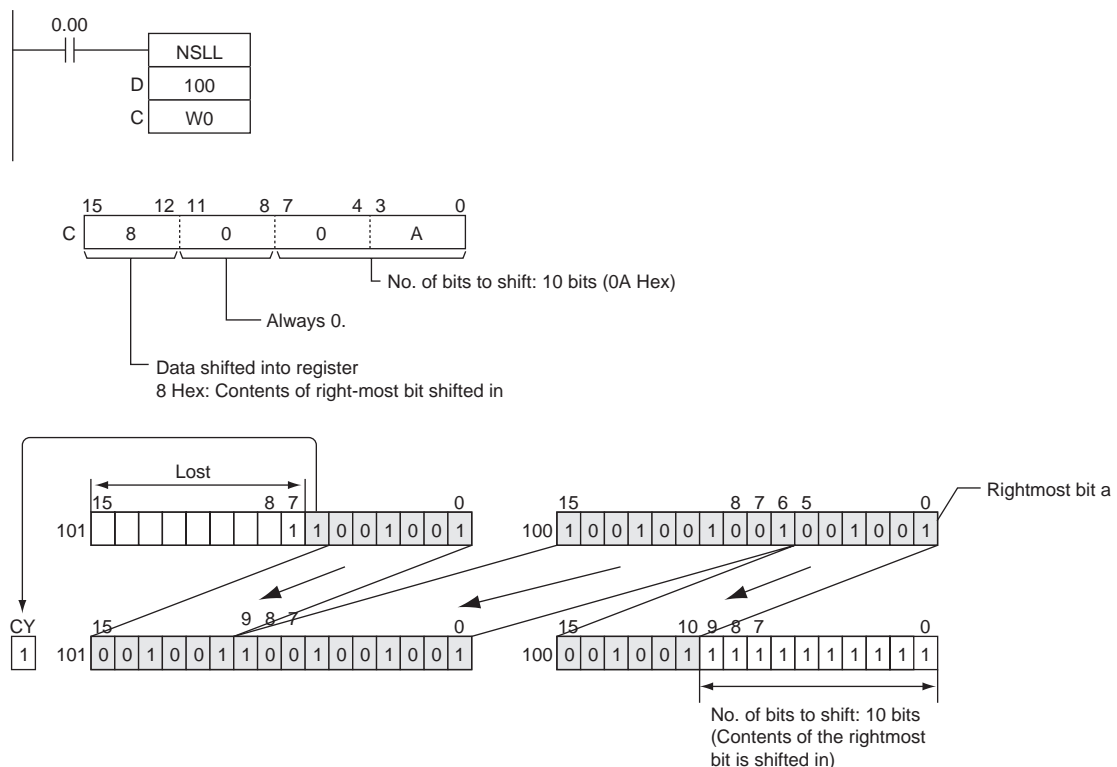 0.00
NSLL
D 100
C W0
15 12 11 8 7 4 3 0
C 8 0 0 A
No. of bits to shift: 10 bits (0A Hex)
Always 0.
Data shifted into register
8 Hex: Contents of right-most bit shifted in
Lost
15 8 7 0 15 8 7 6 5 0
Rightmost bit a
101 1 1 0 0 1 0 0 1 100 1 0 0 1 0 0 1 0 0 1 0 0 1 0 0 1
CY
15 9 8 7 0 15 10 9 8 7 0
1 101 0 0 1 0 0 1 1 0 0 1 0 0 1 0 0 1 100 0 0 1 0 0 1 1 1 1 1 1 1 1 1 1 1
No. of bits to shift: 10 bits
(Contents of the rightmost
bit is shifted in)